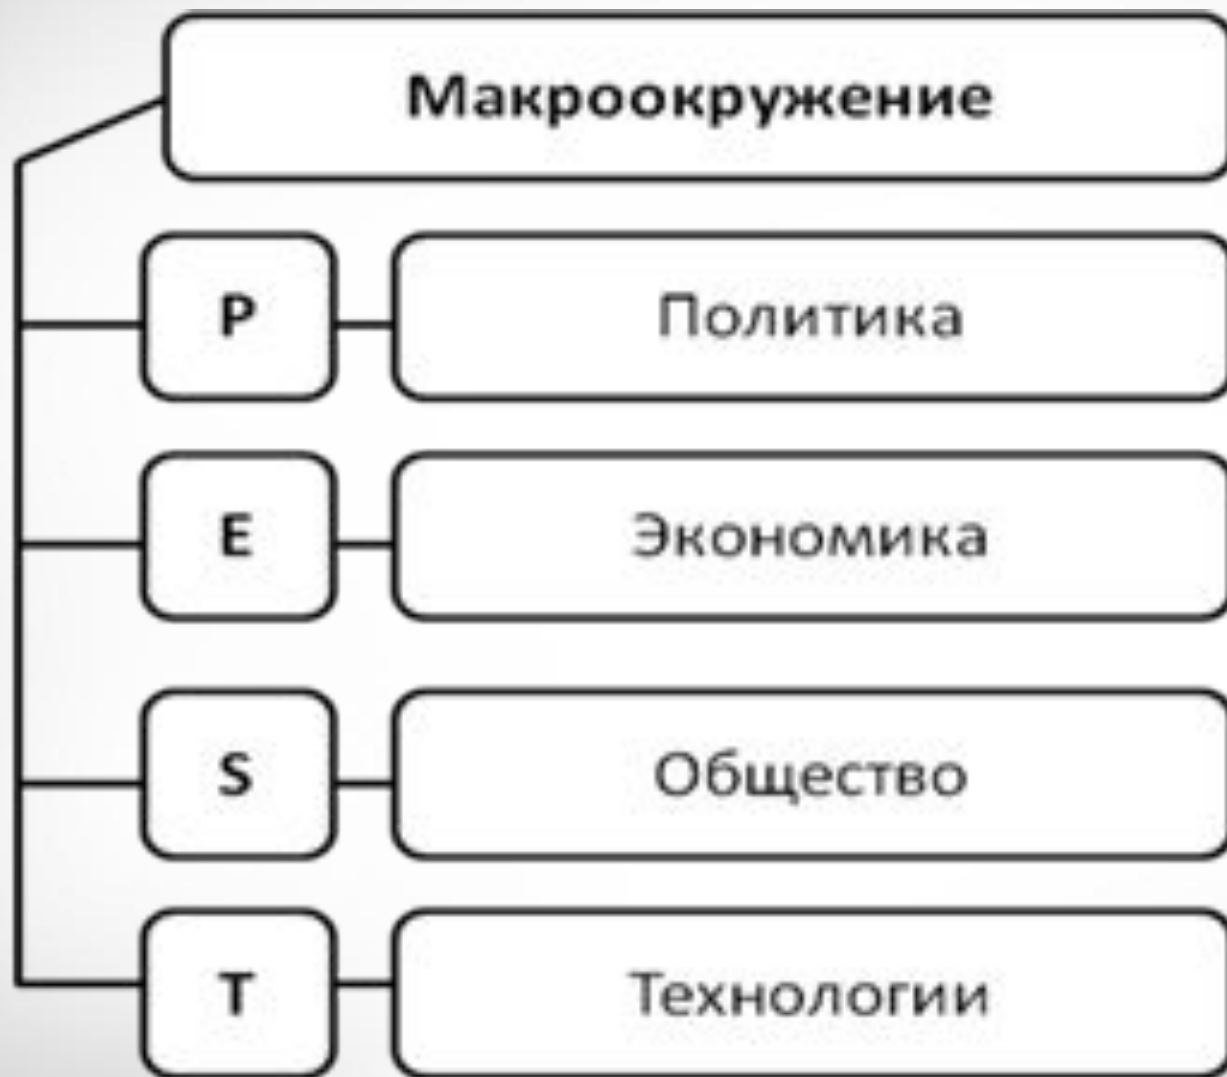 Макроокружение
P Политика
E Экономика
S Общество
T Технологии